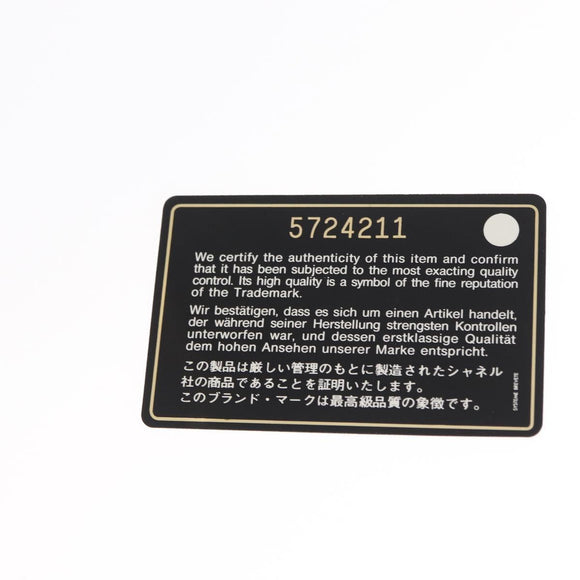 5724211
We certify the authenticity of this item and confirm
that it has been subjected to the most exacting quality
control. Its high quality is a symbol of the fine reputation
of the Trademark.
Wir bestätigen, dass es sich um einen Artikel handelt,
der während seiner Herstellung strengsten Kontrollen
unterworfen war, und dessen erstklassige Qualität
dem hohen Ansehen unserer Marke entspricht.
この製品は厳しい管理のもとに製造されたシャネル
社の商品であることを証明いたします。
このブランド・マークは最高級品質の象徴です。
SYSTEME BREVETE